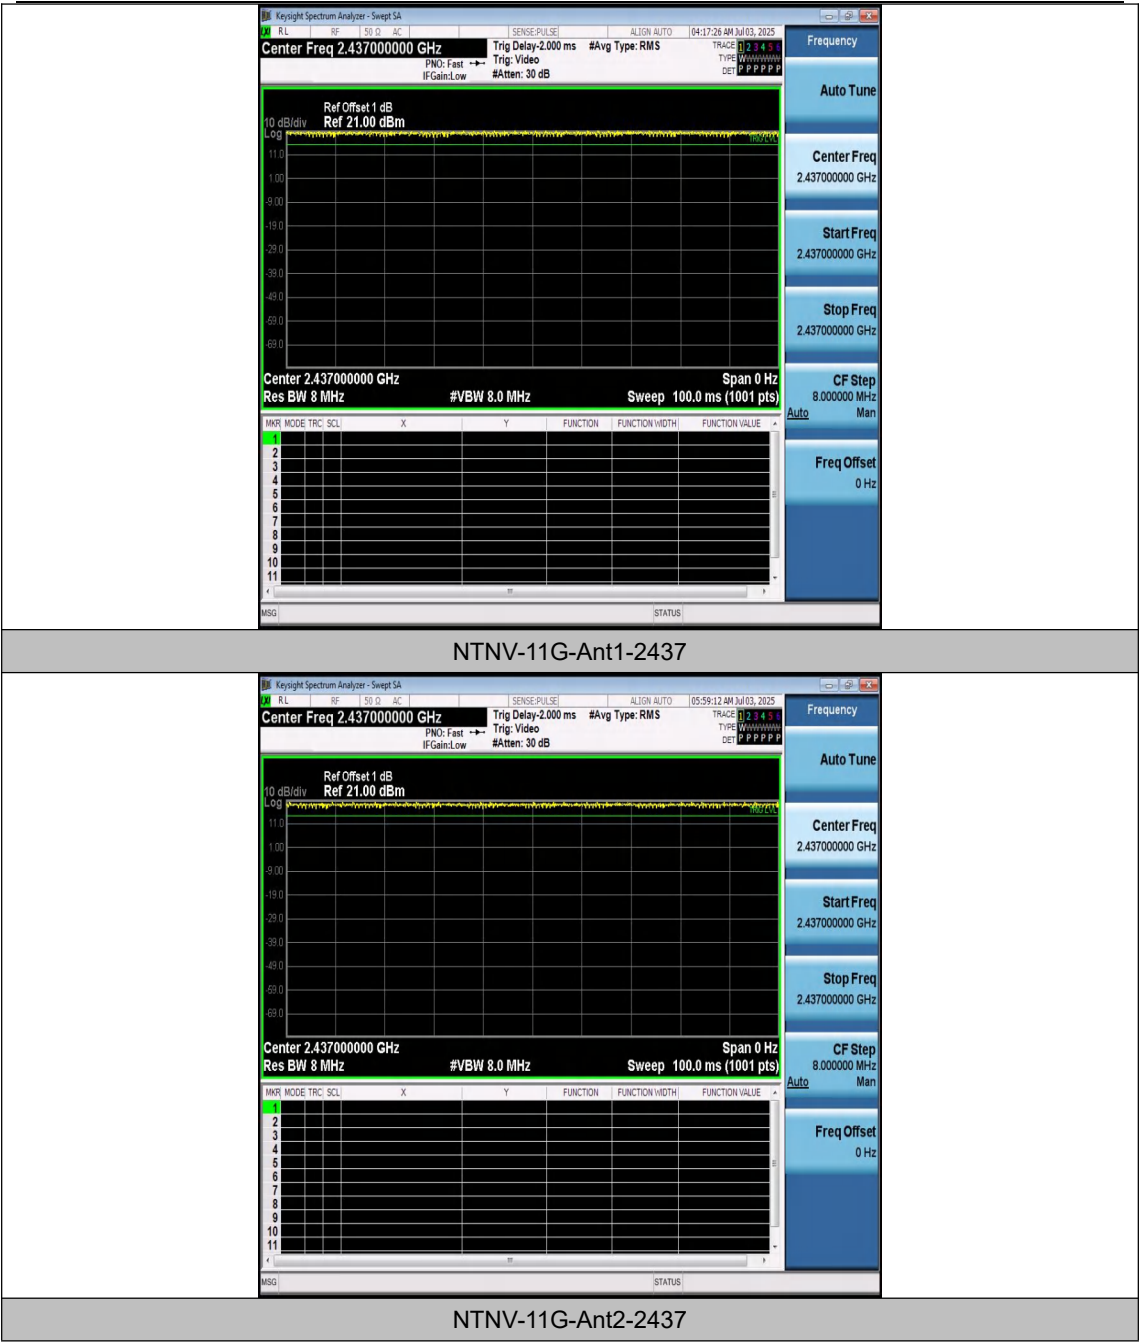 Keysight Spectrum Analyzer - Swept SA
RL RF 50 Ω AC SENSE:PULSE ALIGN AUTO 04:17:26 AM Jul 03, 2025
Center Freq 2.437000000 GHz
Trig Delay-2.000 ms #Avg Type: RMS
TRACE 1 2 3 4 5 6
PNO: Fast Trig: Video
TYPE WWWWWW
IFGain:Low #Atten: 30 dB
DET P P P P P P
Frequency
Auto Tune
Ref Offset 1 dB
10 dB/div Ref 21.00 dBm
Log
TRIG LVL
11.0
1.00
-9.00
-19.0
-29.0
-39.0
-49.0
-59.0
-69.0
Center Freq
2.437000000 GHz
Start Freq
2.437000000 GHz
Stop Freq
2.437000000 GHz
CF Step
8.000000 MHz
Auto Man
Freq Offset
0 Hz
Center 2.437000000 GHz Span 0 Hz
Res BW 8 MHz #VBW 8.0 MHz Sweep 100.0 ms (1001 pts)
MKR MODE TRC SCL X Y FUNCTION FUNCTION WIDTH FUNCTION VALUE
1
2
3
4
5
6
7
8
9
10
11
MSG STATUS
NTNV-11G-Ant1-2437
Keysight Spectrum Analyzer - Swept SA
RL RF 50 Ω AC SENSE:PULSE ALIGN AUTO 05:59:12 AM Jul 03, 2025
Center Freq 2.437000000 GHz
Trig Delay-2.000 ms #Avg Type: RMS
TRACE 1 2 3 4 5 6
PNO: Fast Trig: Video
TYPE WWWWWW
IFGain:Low #Atten: 30 dB
DET P P P P P P
Frequency
Auto Tune
Ref Offset 1 dB
10 dB/div Ref 21.00 dBm
Log
TRIG LVL
11.0
1.00
-9.00
-19.0
-29.0
-39.0
-49.0
-59.0
-69.0
Center Freq
2.437000000 GHz
Start Freq
2.437000000 GHz
Stop Freq
2.437000000 GHz
CF Step
8.000000 MHz
Auto Man
Freq Offset
0 Hz
Center 2.437000000 GHz Span 0 Hz
Res BW 8 MHz #VBW 8.0 MHz Sweep 100.0 ms (1001 pts)
MKR MODE TRC SCL X Y FUNCTION FUNCTION WIDTH FUNCTION VALUE
1
2
3
4
5
6
7
8
9
10
11
MSG STATUS
NTNV-11G-Ant2-2437